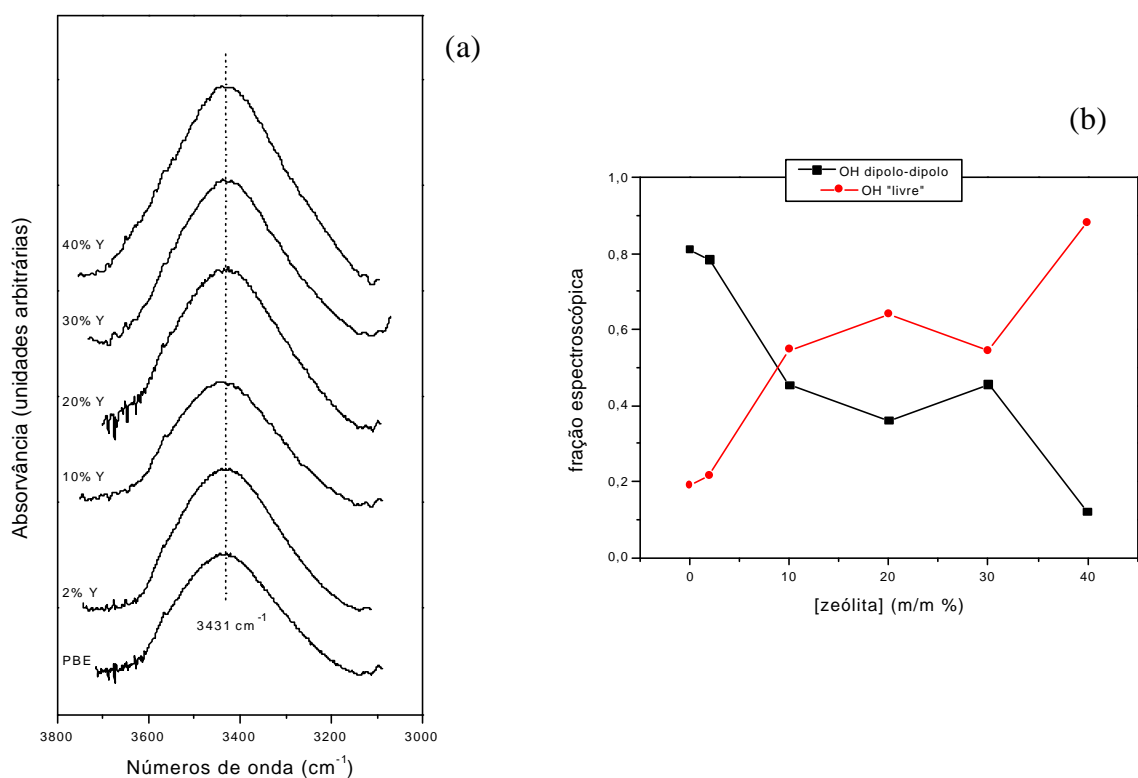 (a)
Absorvância (unidades arbitrárias)
40% Y
30% Y
20% Y
10% Y
2% Y
PBE
3431 cm-1
3800
3600
3400
3200
3000
Números de onda (cm-1)
(b)
OH dipolo-dipolo
OH "livre"
fração espectroscópica
1,0
0,8
0,6
0,4
0,2
0,0
0
10
20
30
40
[zeólita] (m/m %)